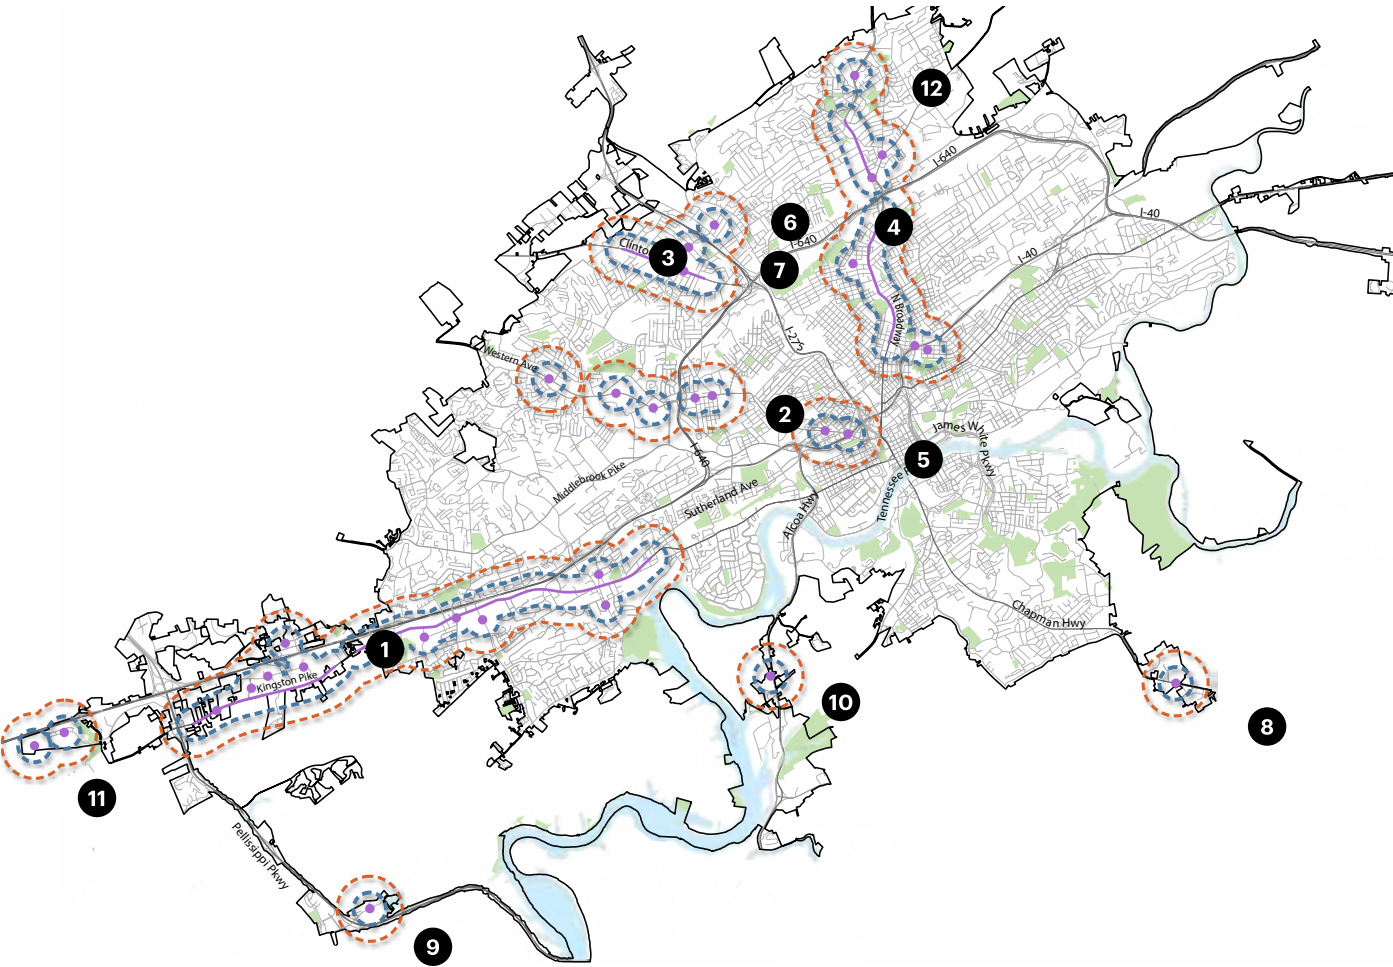 12
I-640
I-40
6
4
I-640
Clinto
3
7
I-40
N Broadway
I-275
Western Ave
2
James White Pkwy
I-640
5
Middlebrook Pike
Sutherland Ave
Tennessee
Alcoa Hwy
Chapman Hwy
1
Kingston Pike
10
8
11
Pellissippi Pkwy
9